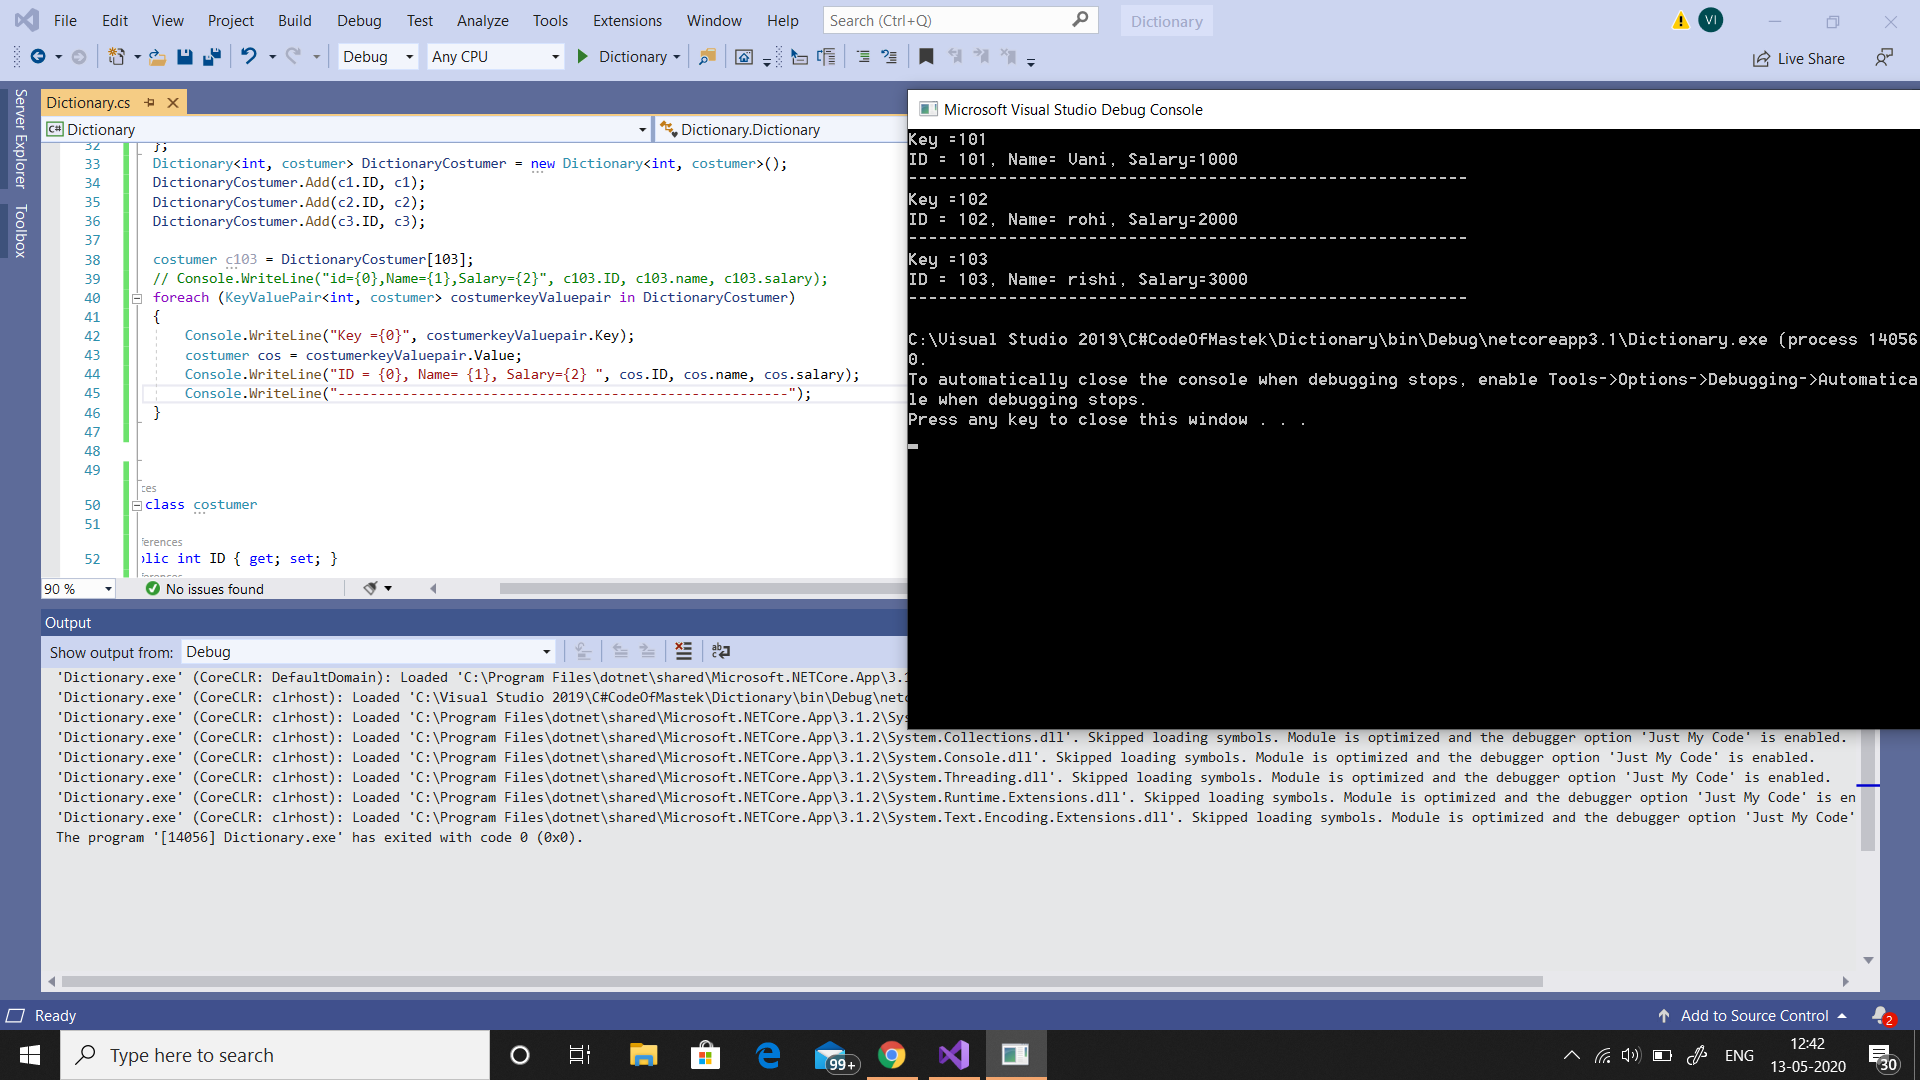 File Edit View Project Build Debug Test Analyze Tools Extensions Window Help Search (Ctrl+Q) Dictionary VI
Debug Any CPU Dictionary Live Share
Server Explorer
Toolbox
Dictionary.cs
C# Dictionary Dictionary.Dictionary
32 };
33 Dictionary<int, costumer> DictionaryCostumer = new Dictionary<int, costumer>();
34 DictionaryCostumer.Add(c1.ID, c1);
35 DictionaryCostumer.Add(c2.ID, c2);
36 DictionaryCostumer.Add(c3.ID, c3);
37
38 costumer c103 = DictionaryCostumer[103];
39 // Console.WriteLine("id={0},Name={1},Salary={2}", c103.ID, c103.name, c103.salary);
40 foreach (KeyValuePair<int, costumer> costumerkeyValuepair in DictionaryCostumer)
41 {
42 Console.WriteLine("Key ={0}", costumerkeyValuepair.Key);
43 costumer cos = costumerkeyValuepair.Value;
44 Console.WriteLine("ID = {0}, Name= {1}, Salary={2} ", cos.ID, cos.name, cos.salary);
45 Console.WriteLine("--------------------------------------------------------");
46 }
47
48
49
ces
50 class costumer
51
ferences
52 blic int ID { get; set; }
ferences
90 % No issues found
Microsoft Visual Studio Debug Console
Key =101
ID = 101, Name= Vani, Salary=1000
--------------------------------------------------------
Key =102
ID = 102, Name= rohi, Salary=2000
--------------------------------------------------------
Key =103
ID = 103, Name= rishi, Salary=3000
--------------------------------------------------------
C:\Visual Studio 2019\C#CodeOfMastek\Dictionary\bin\Debug\netcoreapp3.1\Dictionary.exe (process 14056
0.
To automatically close the console when debugging stops, enable Tools->Options->Debugging->Automatica
le when debugging stops.
Press any key to close this window . . .
Output
Show output from: Debug
'Dictionary.exe' (CoreCLR: DefaultDomain): Loaded 'C:\Program Files\dotnet\shared\Microsoft.NETCore.App\3.1
'Dictionary.exe' (CoreCLR: clrhost): Loaded 'C:\Visual Studio 2019\C#CodeOfMastek\Dictionary\bin\Debug\netc
'Dictionary.exe' (CoreCLR: clrhost): Loaded 'C:\Program Files\dotnet\shared\Microsoft.NETCore.App\3.1.2\Sys
'Dictionary.exe' (CoreCLR: clrhost): Loaded 'C:\Program Files\dotnet\shared\Microsoft.NETCore.App\3.1.2\System.Collections.dll'. Skipped loading symbols. Module is optimized and the debugger option 'Just My Code' is enabled.
'Dictionary.exe' (CoreCLR: clrhost): Loaded 'C:\Program Files\dotnet\shared\Microsoft.NETCore.App\3.1.2\System.Console.dll'. Skipped loading symbols. Module is optimized and the debugger option 'Just My Code' is enabled.
'Dictionary.exe' (CoreCLR: clrhost): Loaded 'C:\Program Files\dotnet\shared\Microsoft.NETCore.App\3.1.2\System.Threading.dll'. Skipped loading symbols. Module is optimized and the debugger option 'Just My Code' is enabled.
'Dictionary.exe' (CoreCLR: clrhost): Loaded 'C:\Program Files\dotnet\shared\Microsoft.NETCore.App\3.1.2\System.Runtime.Extensions.dll'. Skipped loading symbols. Module is optimized and the debugger option 'Just My Code' is en
'Dictionary.exe' (CoreCLR: clrhost): Loaded 'C:\Program Files\dotnet\shared\Microsoft.NETCore.App\3.1.2\System.Text.Encoding.Extensions.dll'. Skipped loading symbols. Module is optimized and the debugger option 'Just My Code'
The program '[14056] Dictionary.exe' has exited with code 0 (0x0).
Ready Add to Source Control 2
Type here to search 99+ ENG 12:42
13-05-2020 30